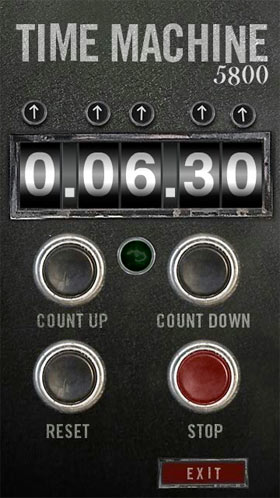 TIME MACHINE
5800
0.06.30
COUNT UP
COUNT DOWN
RESET
STOP
EXIT